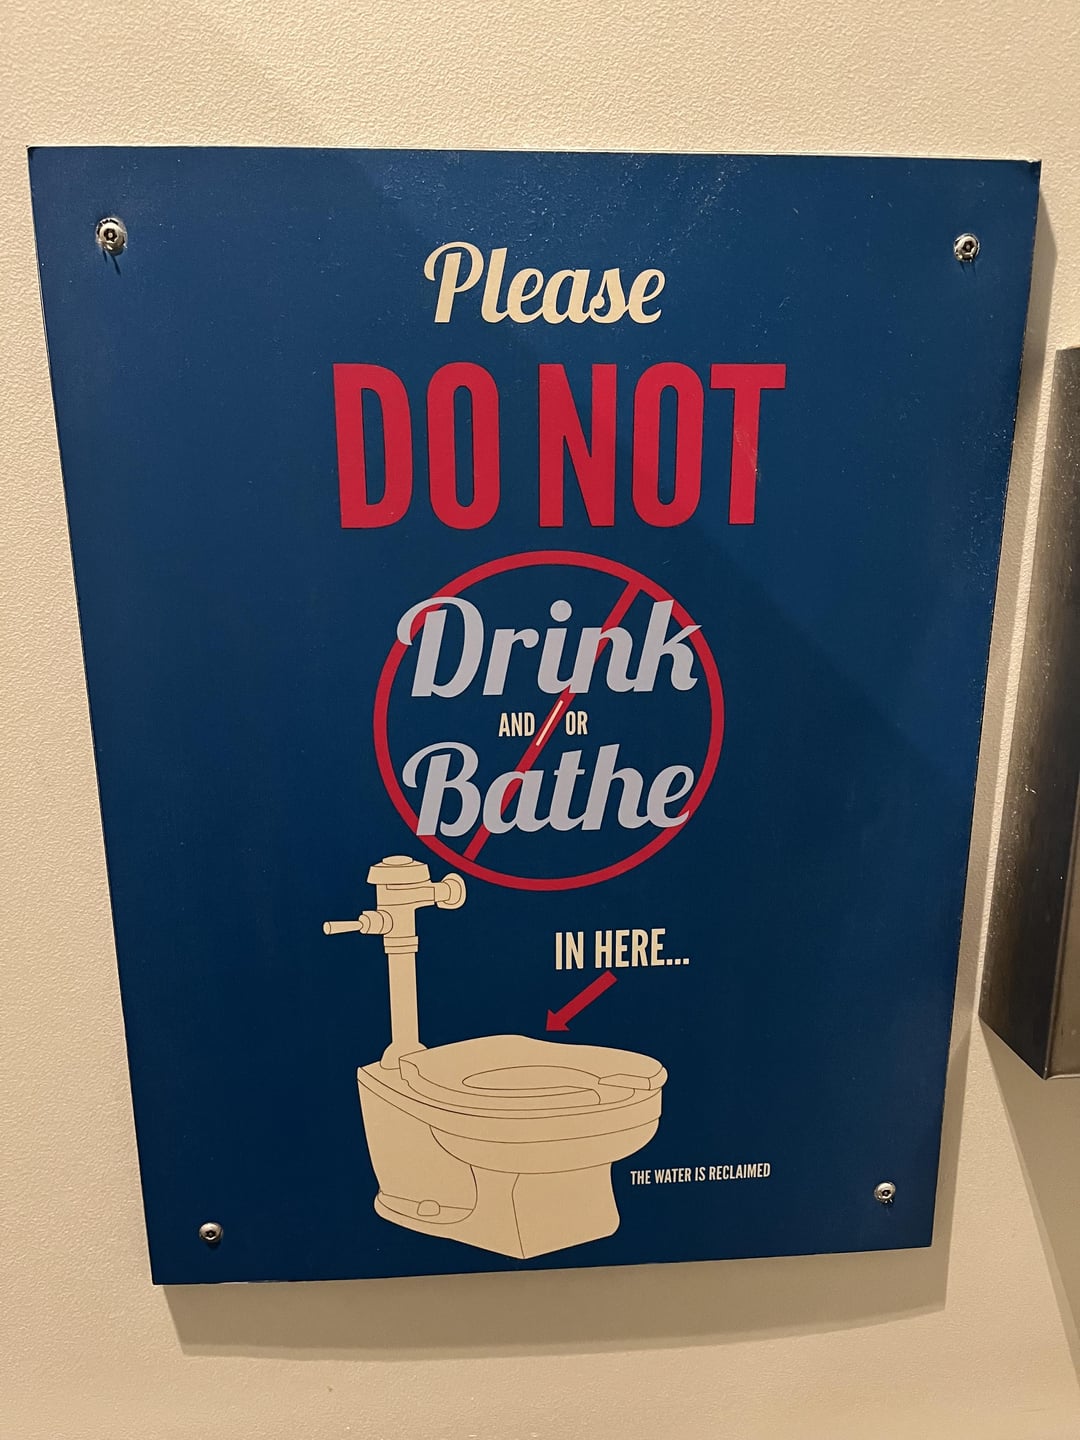 Please
DO NOT
Drink
AND / OR
Bathe
IN HERE...
THE WATER IS RECLAIMED